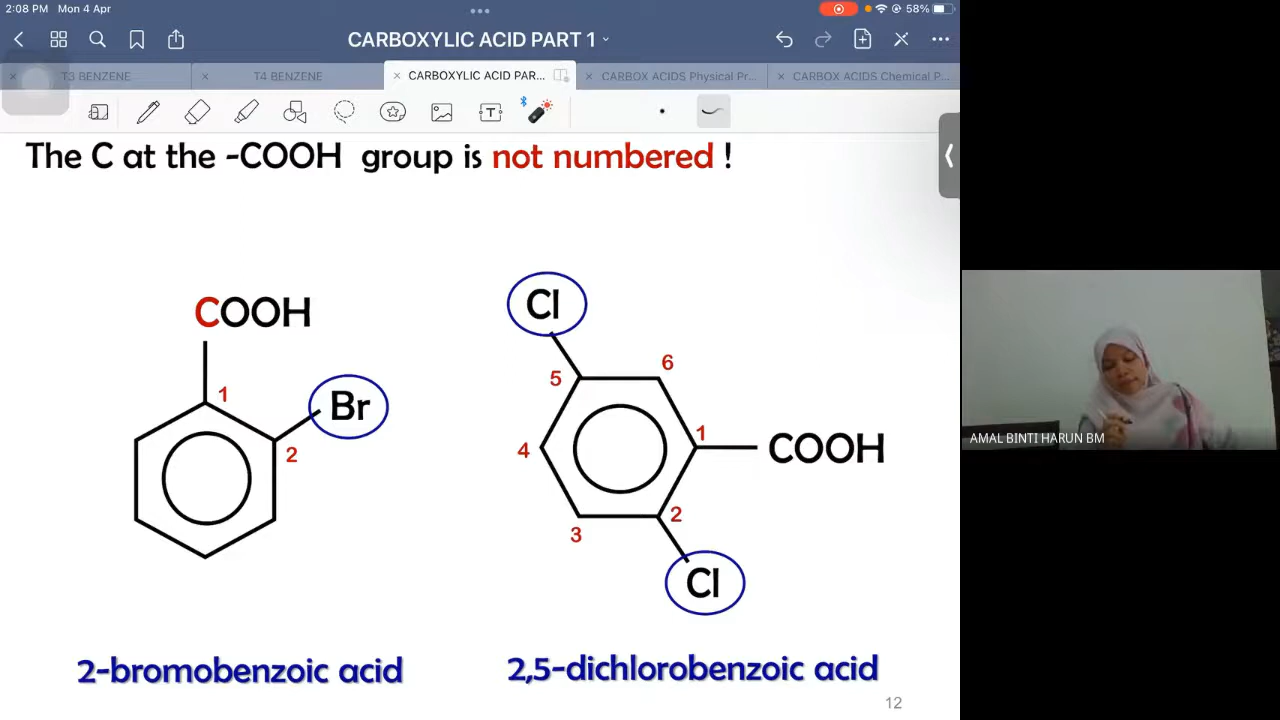 2:08 PM Mon 4 Apr
58%
CARBOXYLIC ACID PART 1
T3 BENZENE
T4 BENZENE
CARBOXYLIC ACID PAR...
CARBOX ACIDS Physical Pr...
CARBOX ACIDS Chemical P...
T
The C at the -COOH group is not numbered !
COOH
1
Br
2
Cl
6
5
1
4
COOH
2
3
Cl
2-bromobenzoic acid
2,5-dichlorobenzoic acid
12
AMAL BINTI HARUN BM